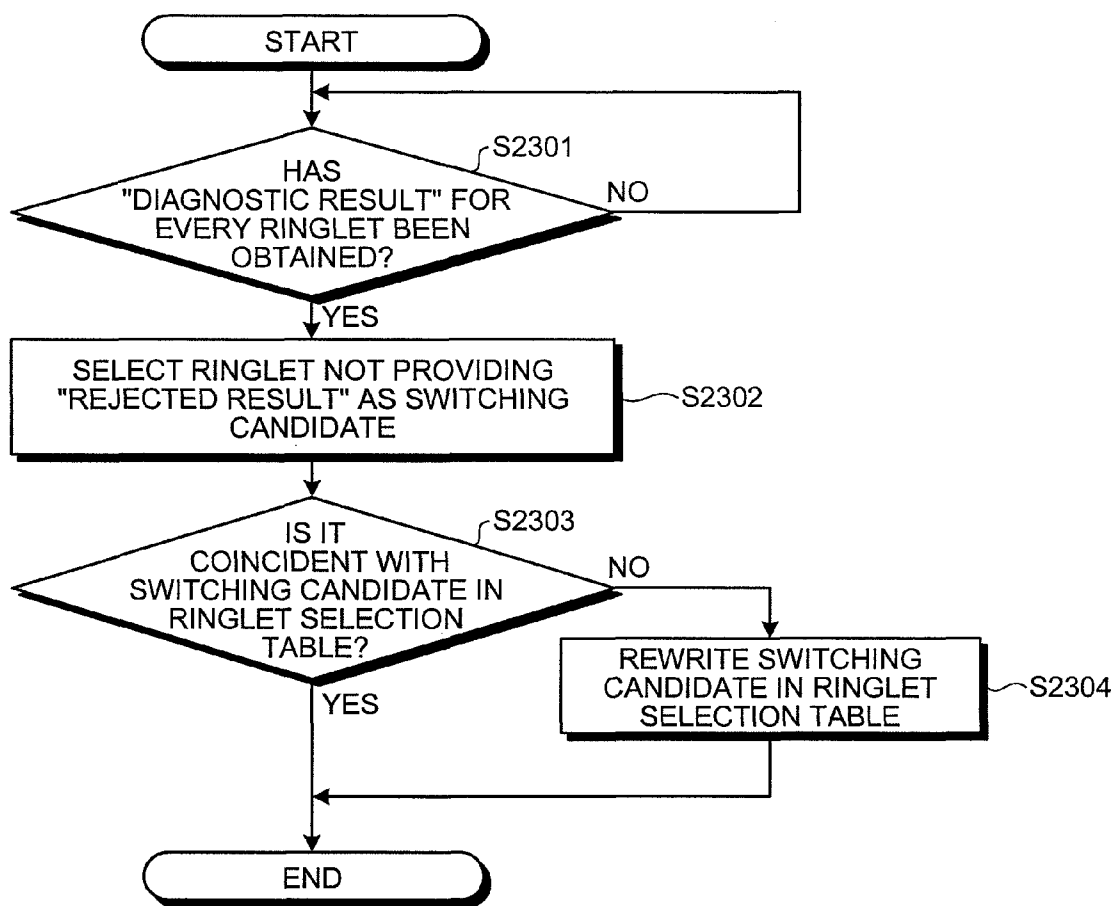 START
S2301
HAS
"DIAGNOSTIC RESULT" FOR
EVERY RINGLET BEEN
OBTAINED?
NO
YES
SELECT RINGLET NOT PROVIDING
"REJECTED RESULT" AS SWITCHING
CANDIDATE
S2302
S2303
IS IT
COINCIDENT WITH
SWITCHING CANDIDATE IN
RINGLET SELECTION
TABLE?
NO
YES
REWRITE SWITCHING
CANDIDATE IN RINGLET
SELECTION TABLE
S2304
END